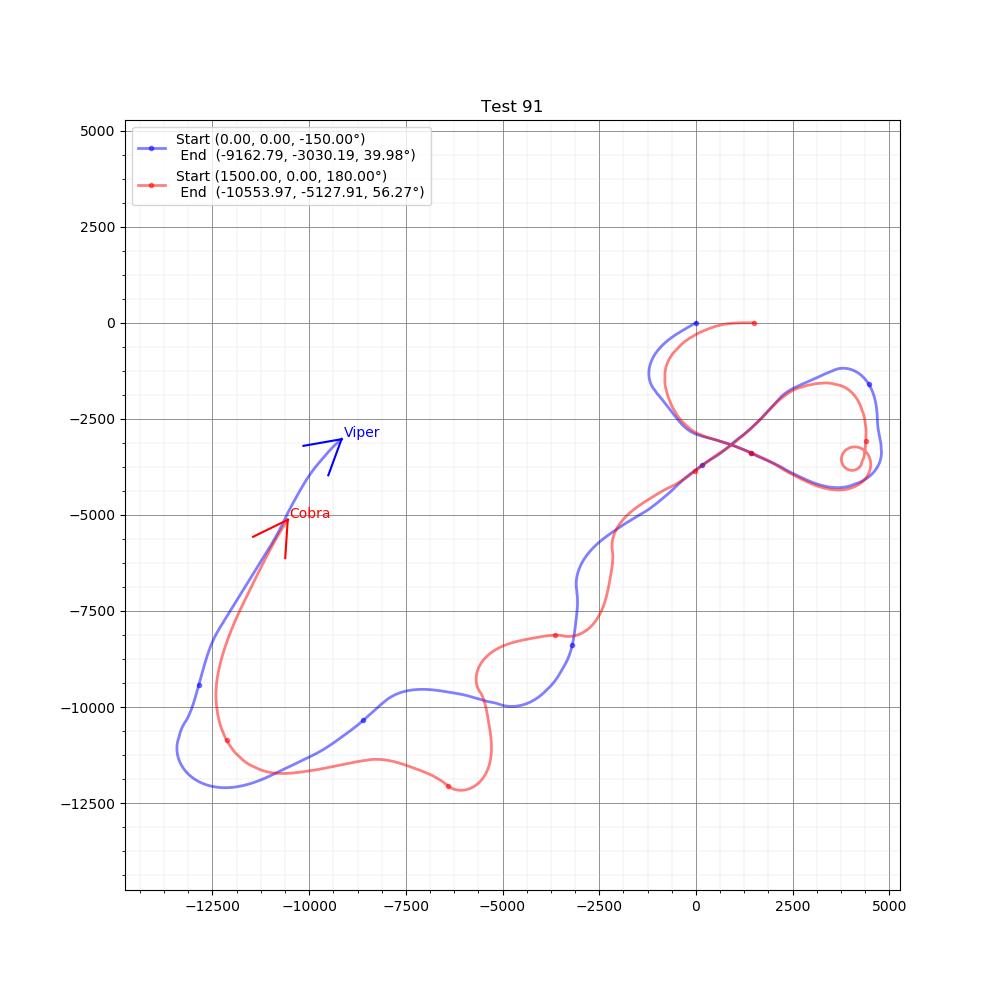 Test 91
Start (0.00, 0.00, -150.00°)
End  (-9162.79, -3030.19, 39.98°)
Start (1500.00, 0.00, 180.00°)
End  (-10553.97, -5127.91, 56.27°)
5000
2500
0
−2500
−5000
−7500
−10000
−12500
Viper
Cobra
−12500
−10000
−7500
−5000
−2500
0
2500
5000